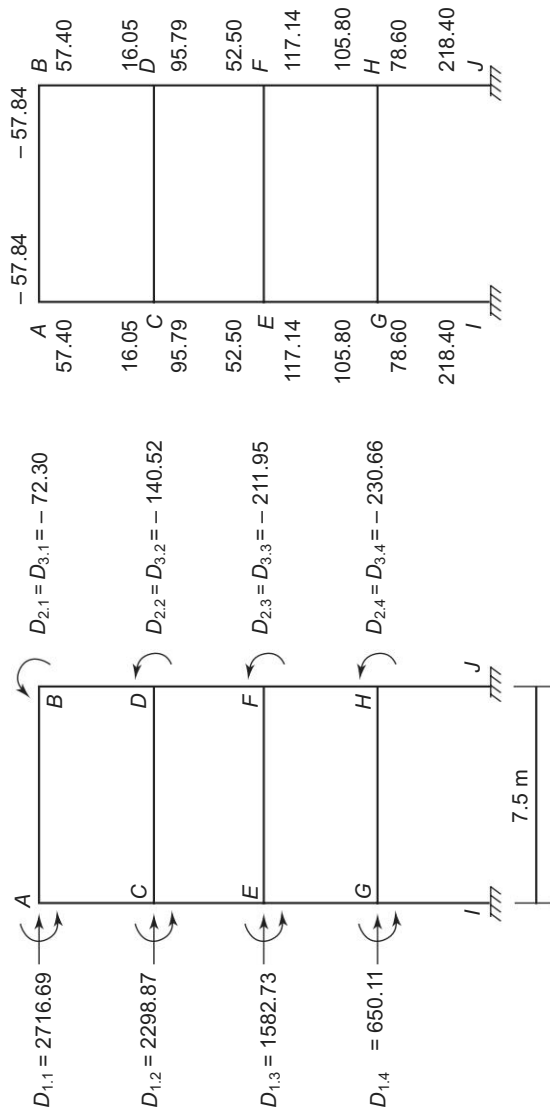 A
D1.1 = 2716.69
B
D2.1 = D3.1 = – 72.30
C
D1.2 = 2298.87
D
D2.2 = D3.2 = – 140.52
E
D1.3 = 1582.73
F
D2.3 = D3.3 = – 211.95
G
D1.4 = 650.11
H
D2.4 = D3.4 = – 230.66
I
J
7.5 m
– 57.84
– 57.84
A
B
57.40
57.40
16.05
16.05
C
D
95.79
95.79
52.50
52.50
E
F
117.14
117.14
105.80
105.80
G
H
78.60
78.60
218.40
218.40
I
J